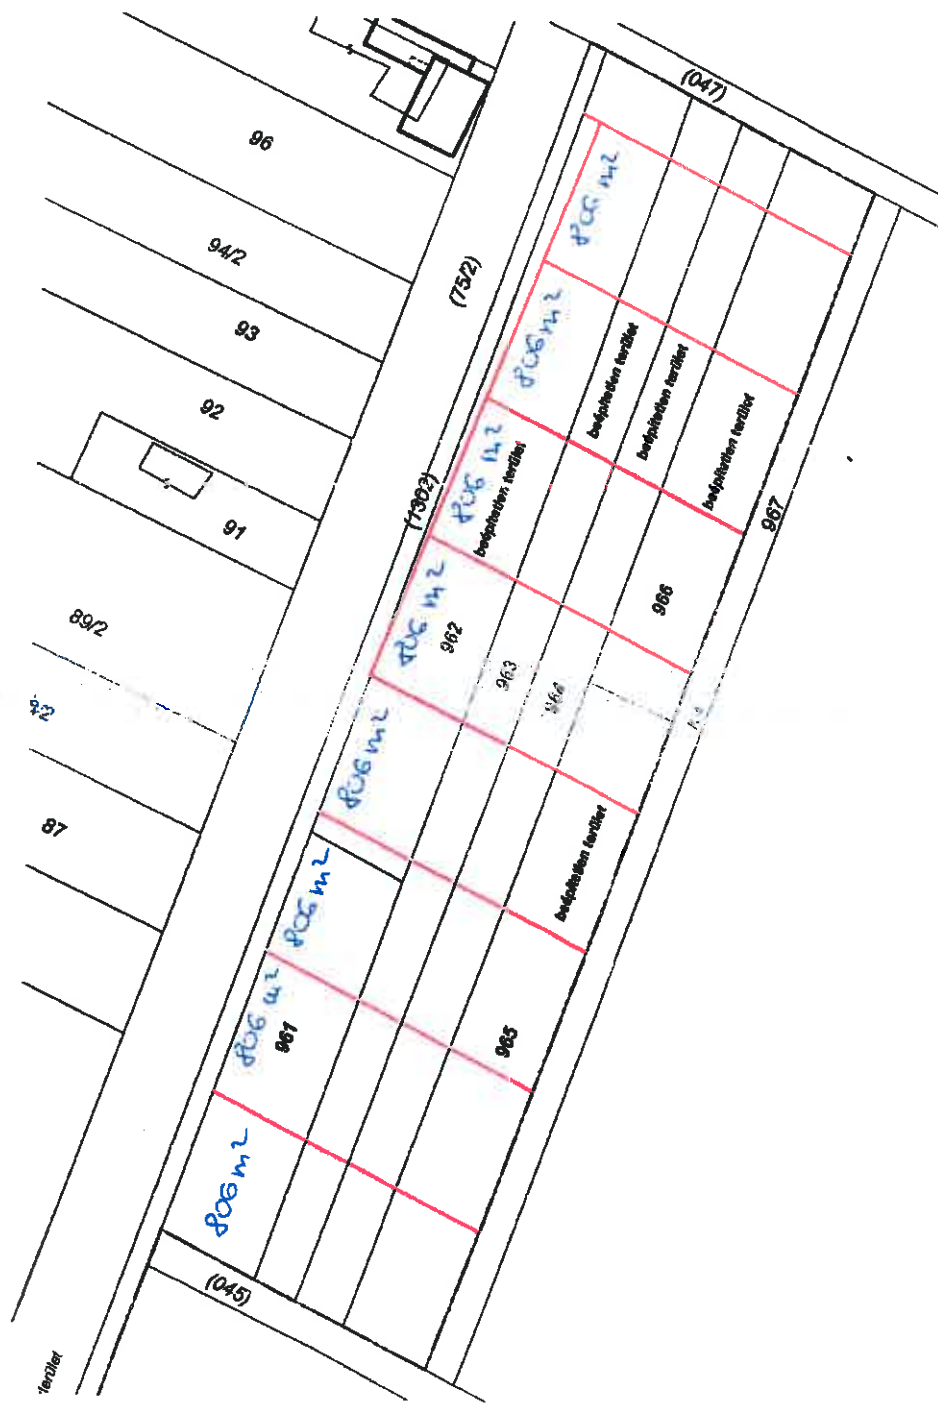 (047)
96
806 m2
94/2
(75/2)
93
806 m2
beépítetlen terület
beépítetlen terület
92
beépítetlen terület
806 m2
beépítetlen terület
(1302)
91
967
806 m2
966
89/2
962
963
964
806 m2
87
beépítetlen terület
806 m2
806 m2
961
965
806 m2
(045)
terület